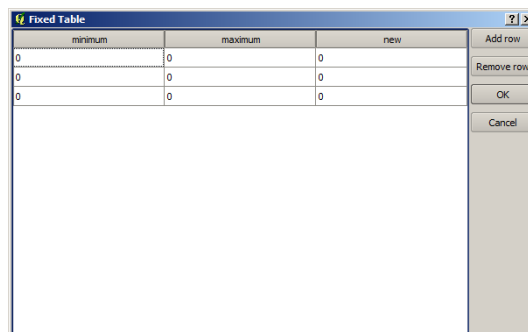 Fixed Table
minimum maximum new Add row
0 0 0
Remove row
0 0 0
0 0 0 OK
Cancel